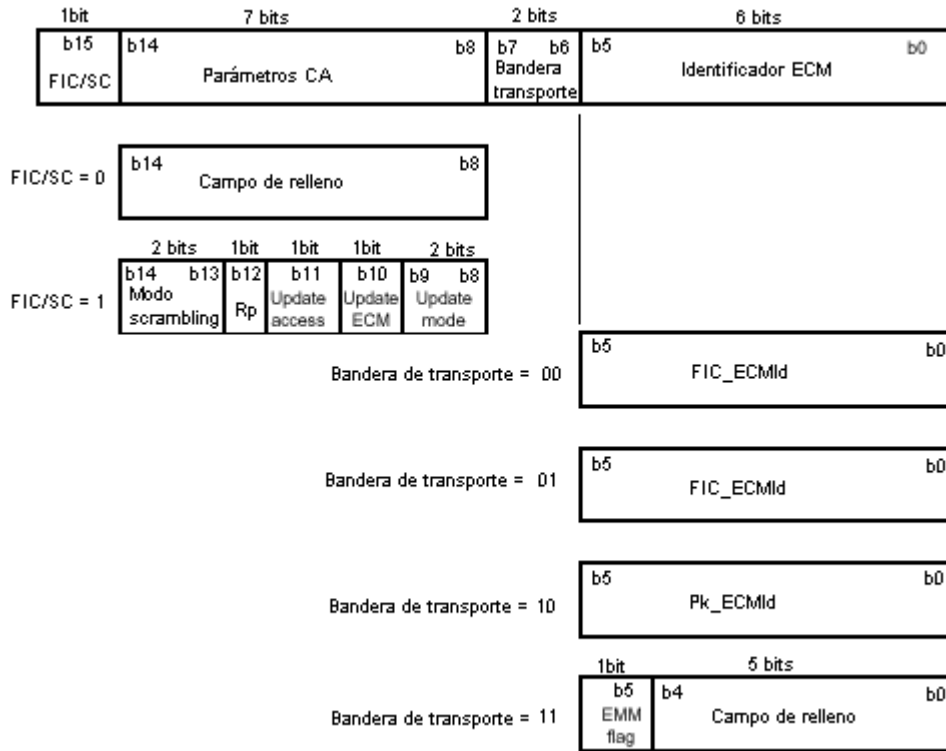 1bit 7 bits 2 bits 6 bits
b15 b14 b8 b7 b6 b5 b0
FIC/SC Parámetros CA Bandera transporte Identificador ECM
FIC/SC = 0 b14 b8
Campo de relleno
2 bits 1bit 1bit 1bit 2 bits
FIC/SC = 1 b14 b13 b12 b11 b10 b9 b8
Modo scrambling Rp Update access Update ECM Update mode
Bandera de transporte = 00 b5 b0
FIC_ECMId
Bandera de transporte = 01 b5 b0
FIC_ECMId
Bandera de transporte = 10 b5 b0
Pk_ECMId
1bit 5 bits
Bandera de transporte = 11 b5 b4 b0
EMM flag Campo de relleno